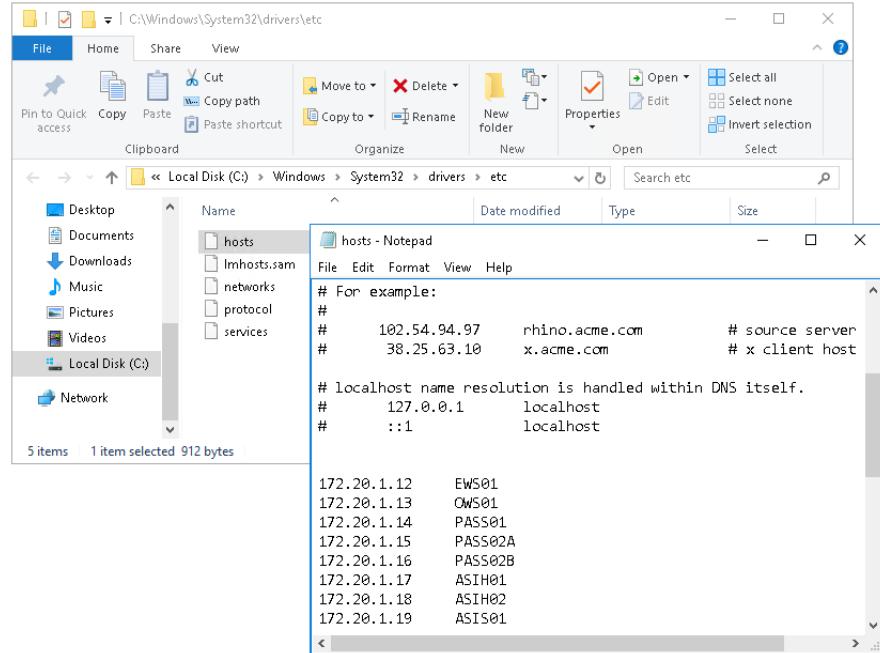 C:\Windows\System32\drivers\etc
File Home Share View
Pin to Quick access
Copy
Paste
Cut
Copy path
Paste shortcut
Clipboard
Move to
Copy to
Delete
Rename
Organize
New folder
New
Properties
Open
Edit
Open
Select all
Select none
Invert selection
Select
« Local Disk (C:) > Windows > System32 > drivers > etc
Search etc
Desktop
Documents
Downloads
Music
Pictures
Videos
Local Disk (C:)
Network
Name Date modified Type Size
hosts
lmhosts.sam
networks
protocol
services
5 items 1 item selected 912 bytes
hosts - Notepad
File Edit Format View Help
# For example:
#
# 102.54.94.97 rhino.acme.com # source server
# 38.25.63.10 x.acme.com # x client host
# localhost name resolution is handled within DNS itself.
# 127.0.0.1 localhost
# ::1 localhost
172.20.1.12 EWS01
172.20.1.13 OWS01
172.20.1.14 PASS01
172.20.1.15 PASS02A
172.20.1.16 PASS02B
172.20.1.17 ASIH01
172.20.1.18 ASIH02
172.20.1.19 ASIS01